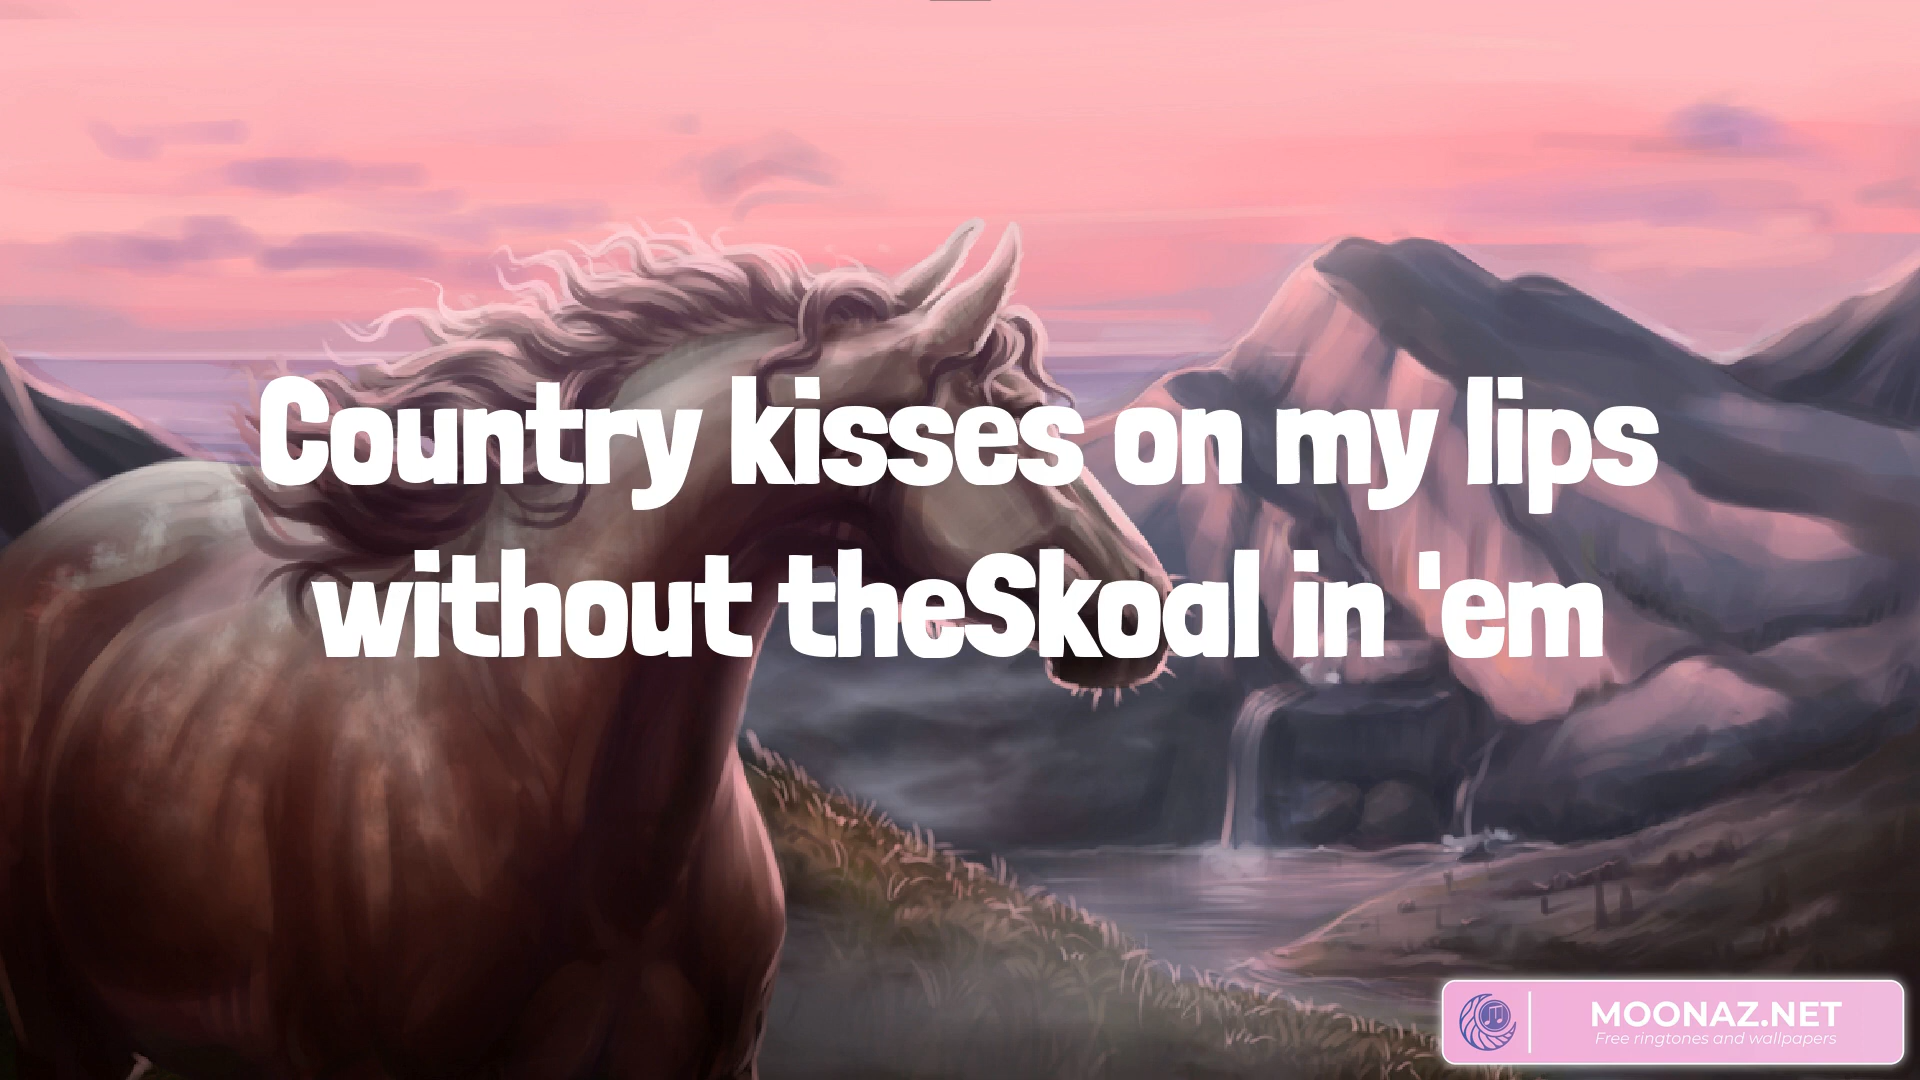 Country kisses on my lips
without theSkoal in 'em
MOONAZ.NET
Free ringtones and wallpapers